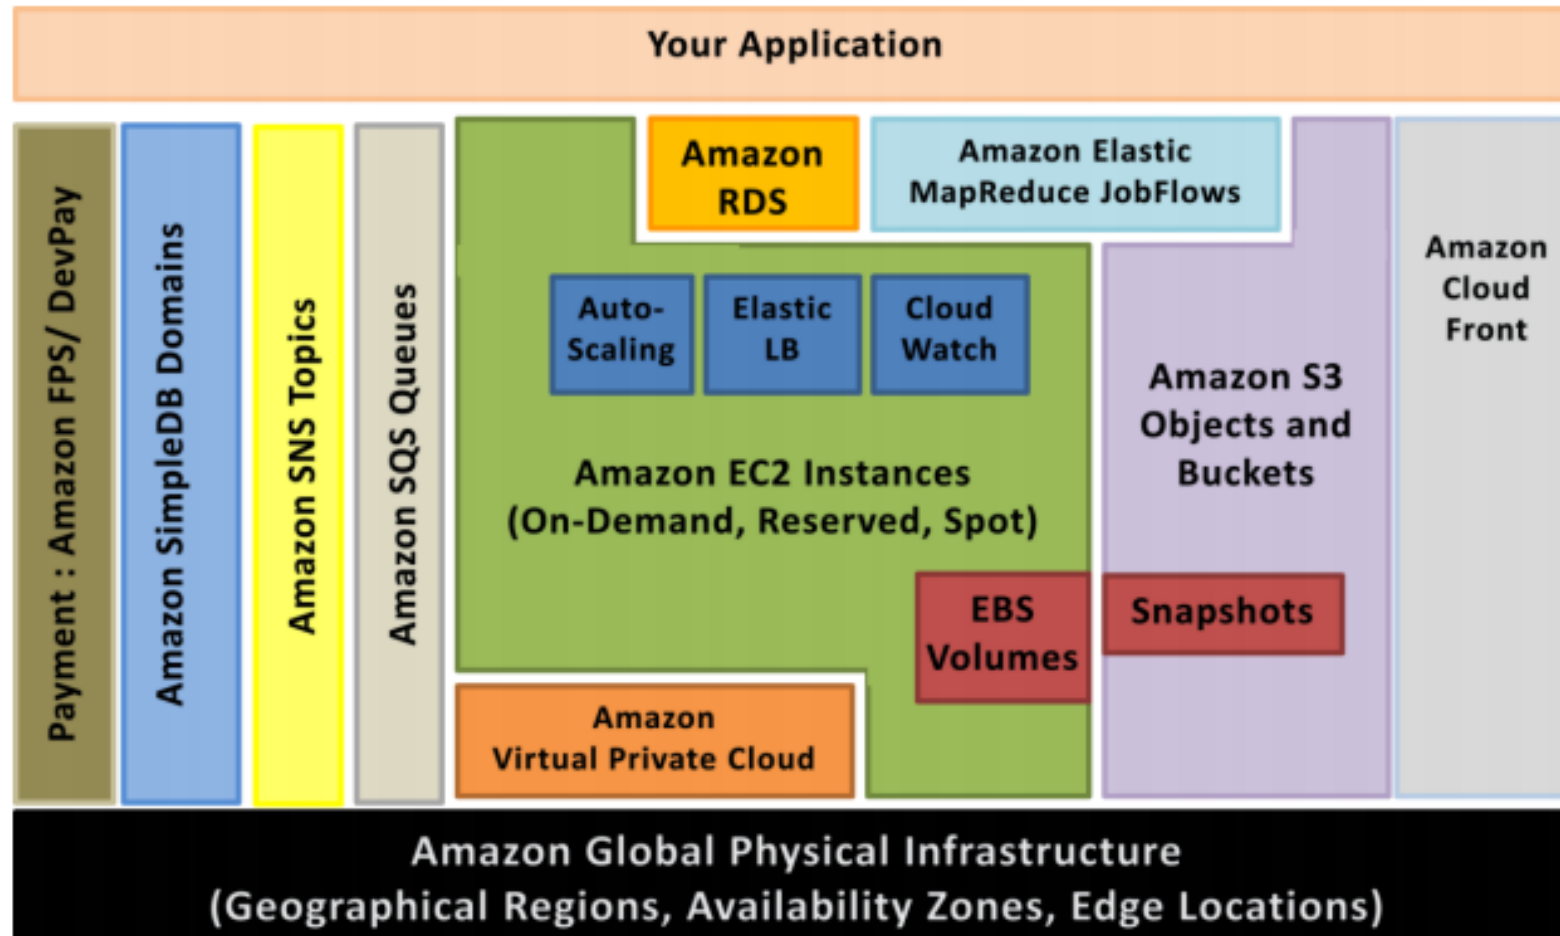 Your Application
Payment : Amazon FPS/ DevPay
Amazon SimpleDB Domains
Amazon SNS Topics
Amazon SQS Queues
Amazon
RDS
Amazon Elastic
MapReduce JobFlows
Auto-
Scaling
Elastic
LB
Cloud
Watch
Amazon EC2 Instances
(On-Demand, Reserved, Spot)
EBS
Volumes
Amazon
Virtual Private Cloud
Amazon S3
Objects and
Buckets
Snapshots
Amazon
Cloud
Front
Amazon Global Physical Infrastructure
(Geographical Regions, Availability Zones, Edge Locations)